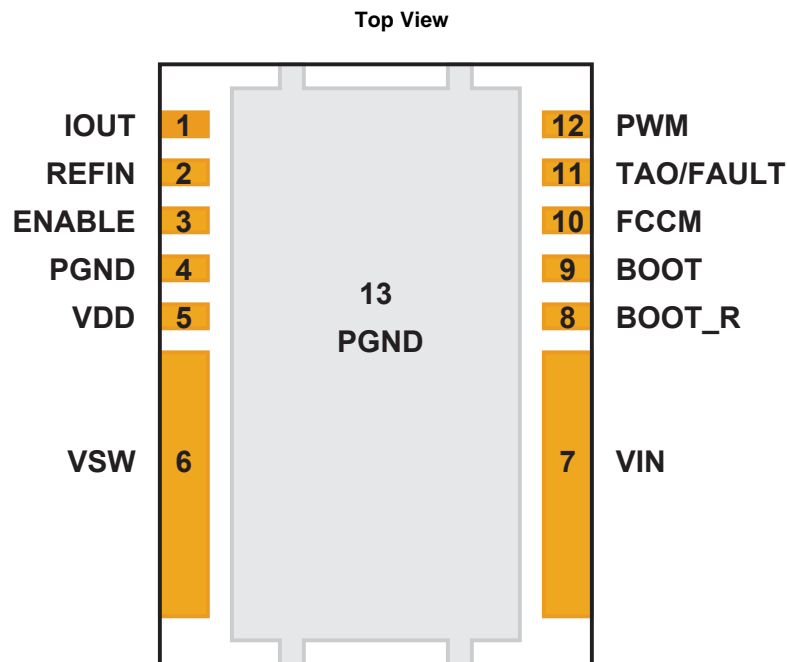 Top View
IOUT 1 12 PWM
REFIN 2 11 TAO/FAULT
ENABLE 3 10 FCCM
PGND 4 9 BOOT
VDD 5 8 BOOT_R
13
PGND
VSW 6 7 VIN